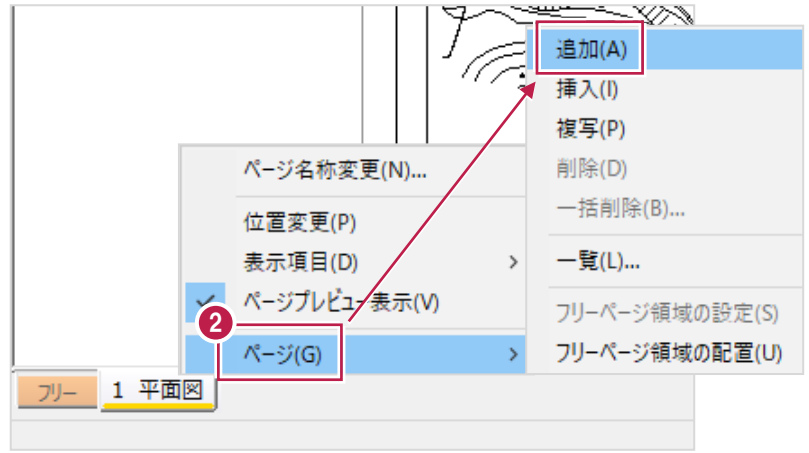 追加(A)
挿入(I)
複写(P)
削除(D)
一括削除(B)...
一覧(L)...
フリーページ領域の設定(S)
フリーページ領域の配置(U)
ページ名称変更(N)...
位置変更(P)
表示項目(D)
ページプレビュー表示(V)
2
ページ(G)
フリー
1 平面図